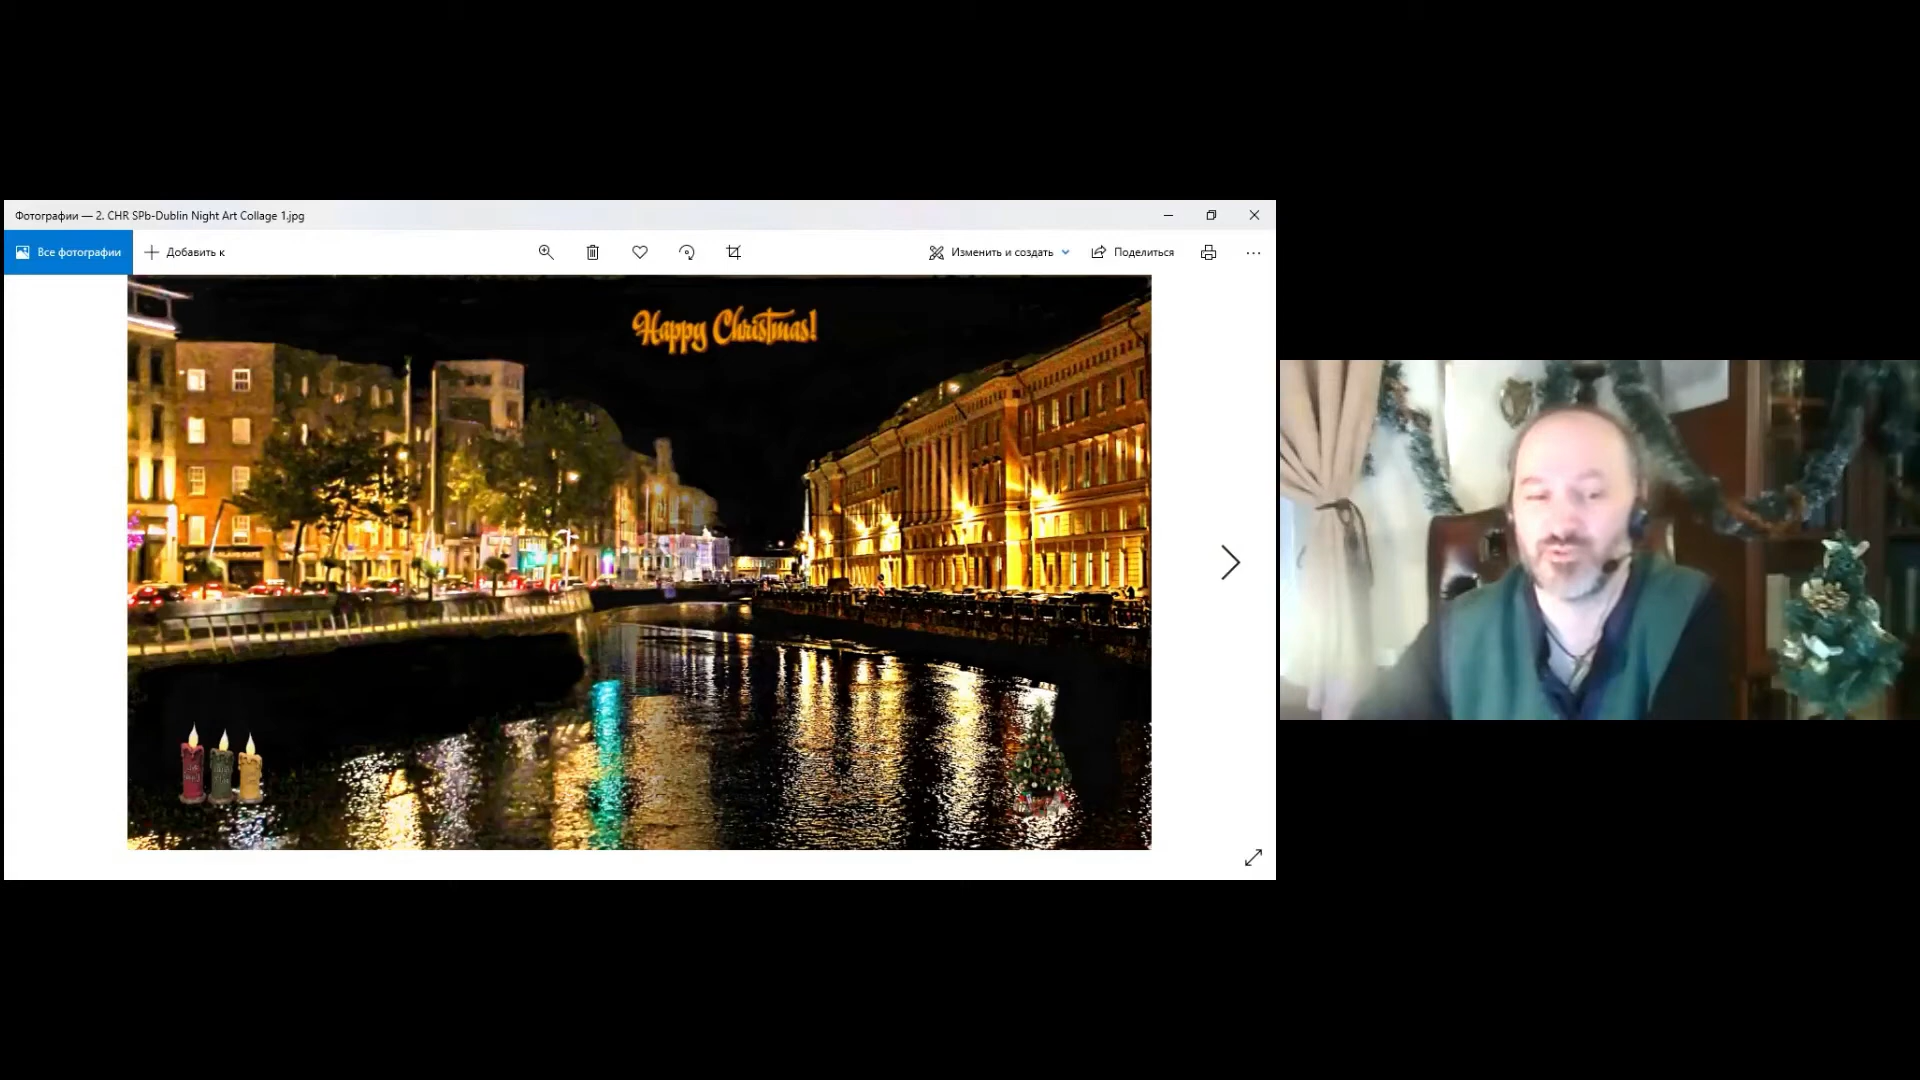 Фотографии — 2. CHR SPb-Dublin Night Art Collage 1.jpg
Все фотографии
Добавить к
Изменить и создать
Поделиться
Happy Christmas!